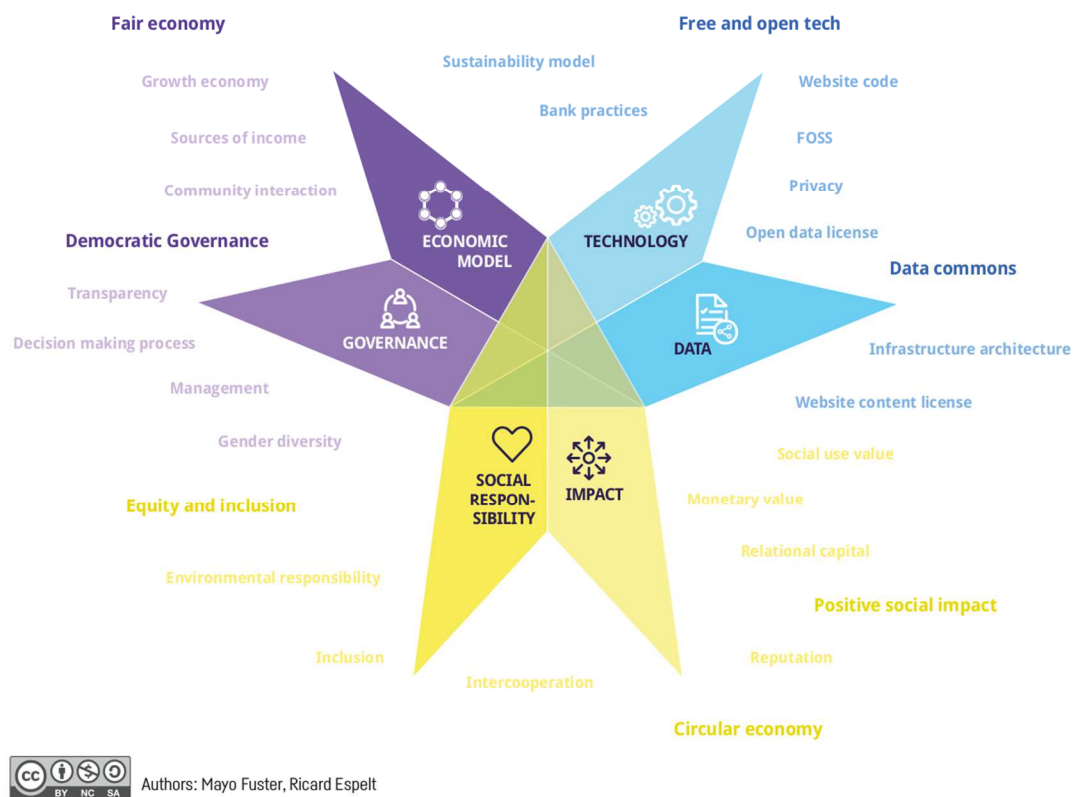 Fair economy
Growth economy
Sources of income
Community interaction
Democratic Governance
Transparency
Decision making process
Management
Gender diversity
Equity and inclusion
Environmental responsibility
Inclusion
Intercooperation
Sustainability model
Bank practices
Free and open tech
Website code
FOSS
Privacy
Open data license
Data commons
Infrastructure architecture
Website content license
Social use value
Monetary value
Relational capital
Positive social impact
Reputation
Circular economy
ECONOMIC
MODEL
TECHNOLOGY
GOVERNANCE
DATA
SOCIAL
RESPON-
SIBILITY
IMPACT
cc
BY NC SA
Authors: Mayo Fuster, Ricard Espelt